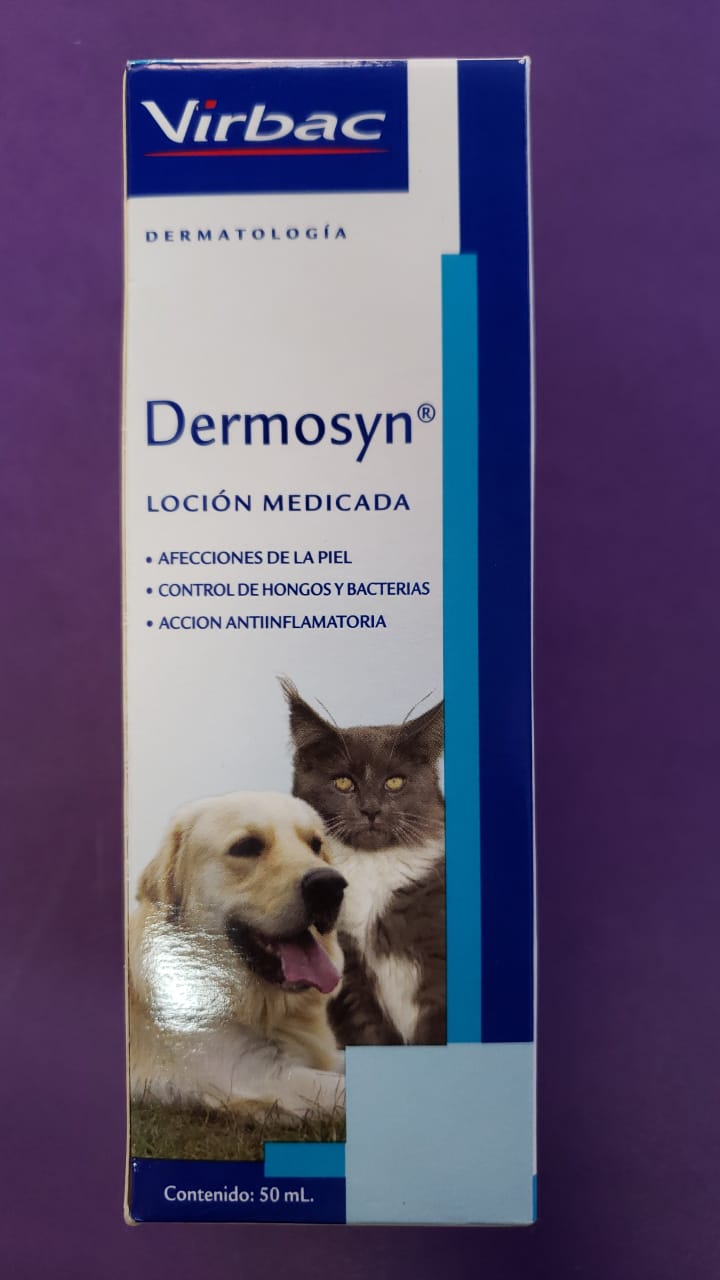 Virbac
DERMATOLOGÍA
Dermosyn®
LOCIÓN MEDICADA
• AFECCIONES DE LA PIEL
• CONTROL DE HONGOS Y BACTERIAS
• ACCION ANTIINFLAMATORIA
Contenido: 50 mL.